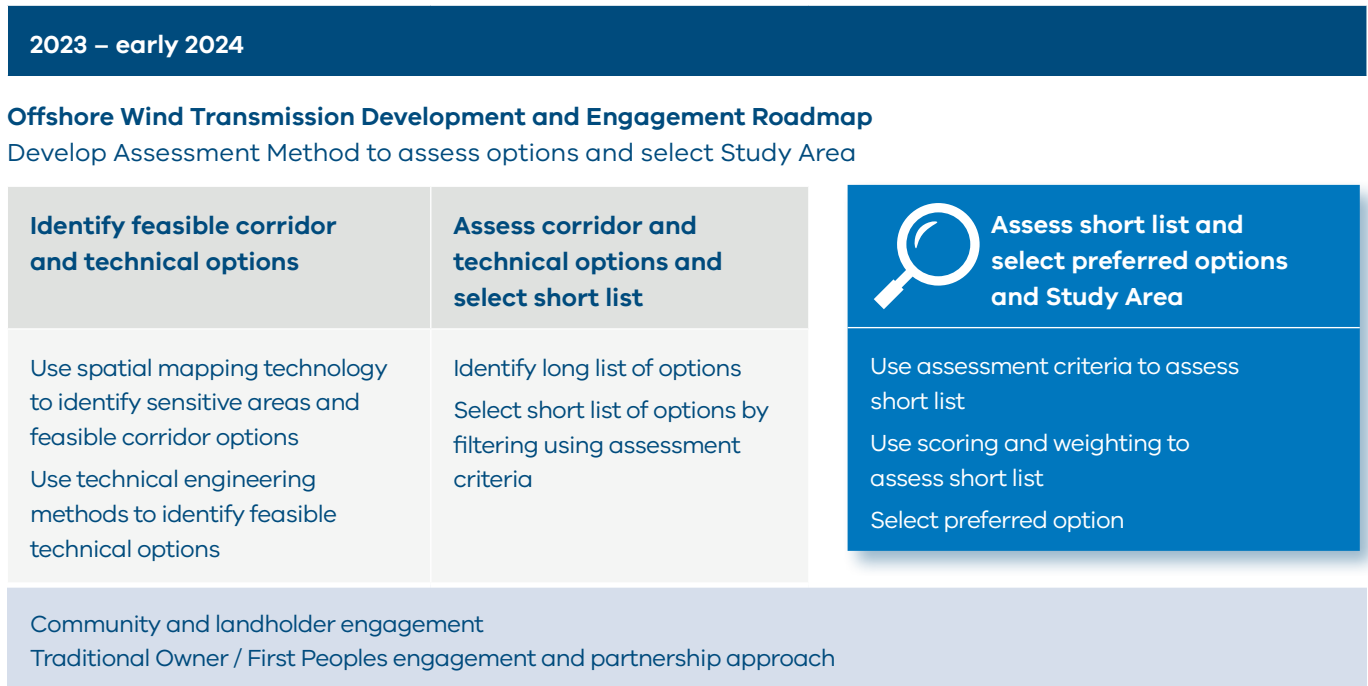 2023 – early 2024
Offshore Wind Transmission Development and Engagement Roadmap
Develop Assessment Method to assess options and select Study Area
Identify feasible corridor
and technical options
Use spatial mapping technology
to identify sensitive areas and
feasible corridor options
Use technical engineering
methods to identify feasible
technical options
Assess corridor and
technical options and
select short list
Identify long list of options
Select short list of options by
filtering using assessment
criteria
Assess short list and
select preferred options
and Study Area
Use assessment criteria to assess
short list
Use scoring and weighting to
assess short list
Select preferred option
Community and landholder engagement
Traditional Owner / First Peoples engagement and partnership approach